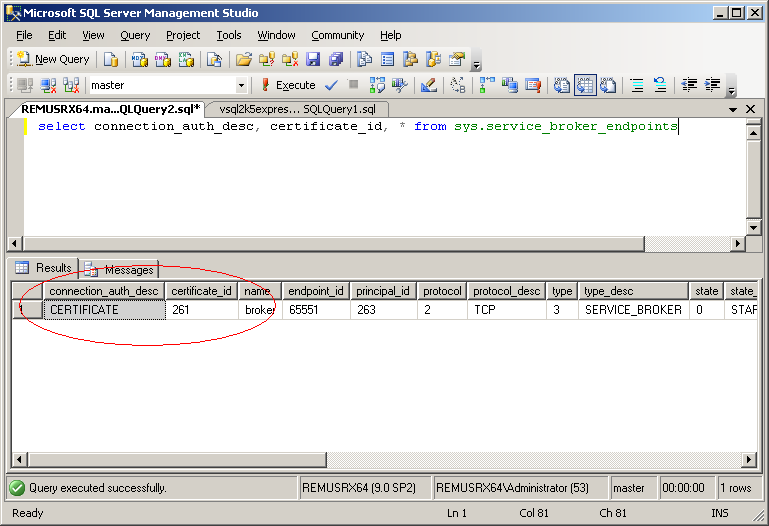 Microsoft SQL Server Management Studio
File Edit View Query Project Tools Window Community Help
New Query
master Execute
REMUSRX64.ma...QLQuery2.sql* vsql2k5expres... SQLQuery1.sql
select connection_auth_desc, certificate_id, * from sys.service_broker_endpoints
Results Messages
connection_auth_desc certificate_id name endpoint_id principal_id protocol protocol_desc type type_desc state state_
1 CERTIFICATE 261 broker 65551 263 2 TCP 3 SERVICE_BROKER 0 STAR
Query executed successfully. REMUSRX64 (9.0 SP2) REMUSRX64\Administrator (53) master 00:00:00 1 rows
Ready Ln 1 Col 81 Ch 81 INS